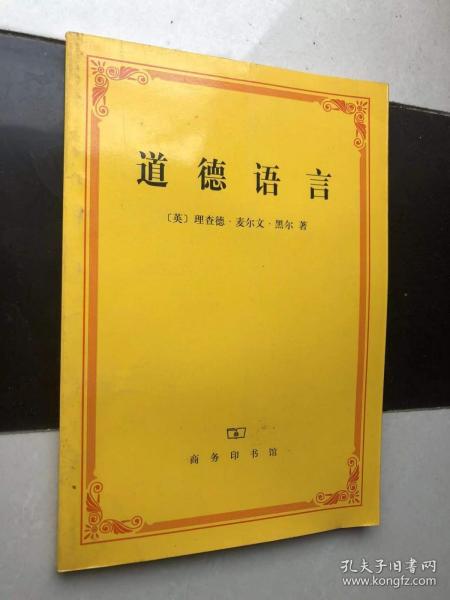 道德语言
〔英〕理查德·麦尔文·黑尔 著
商务印书馆
孔夫子旧书网
www.kongfz.com